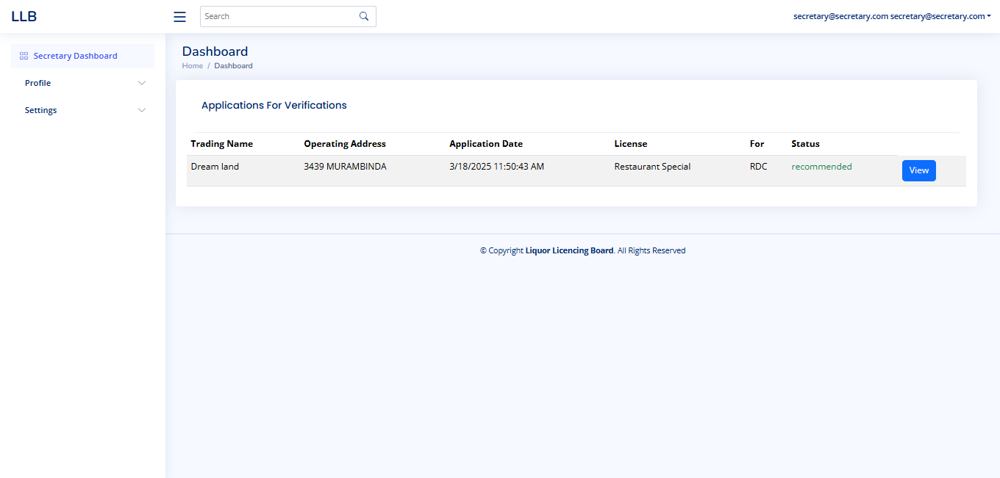 LLB
Search
secretary@secretary.com secretary@secretary.com
Secretary Dashboard
Profile
Settings
Dashboard
Home / Dashboard
Applications For Verifications
Trading Name Operating Address Application Date License For Status
Dream land 3439 MURAMBINDA 3/18/2025 11:50:43 AM Restaurant Special RDC recommended View
© Copyright Liquor Licencing Board. All Rights Reserved